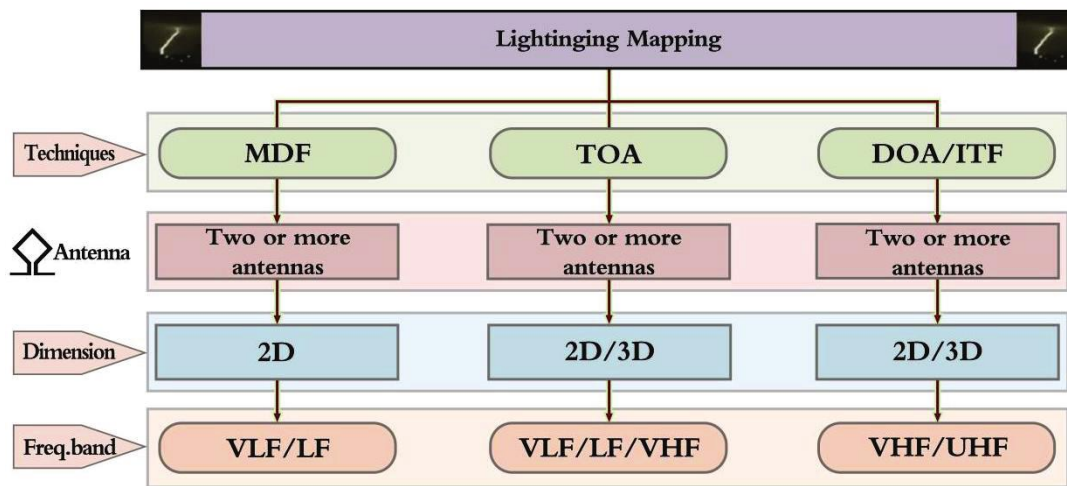 Lightinging Mapping
Techniques
MDF
TOA
DOA/ITF
Antenna
Two or more
antennas
Two or more
antennas
Two or more
antennas
Dimension
2D
2D/3D
2D/3D
Freq.band
VLF/LF
VLF/LF/VHF
VHF/UHF